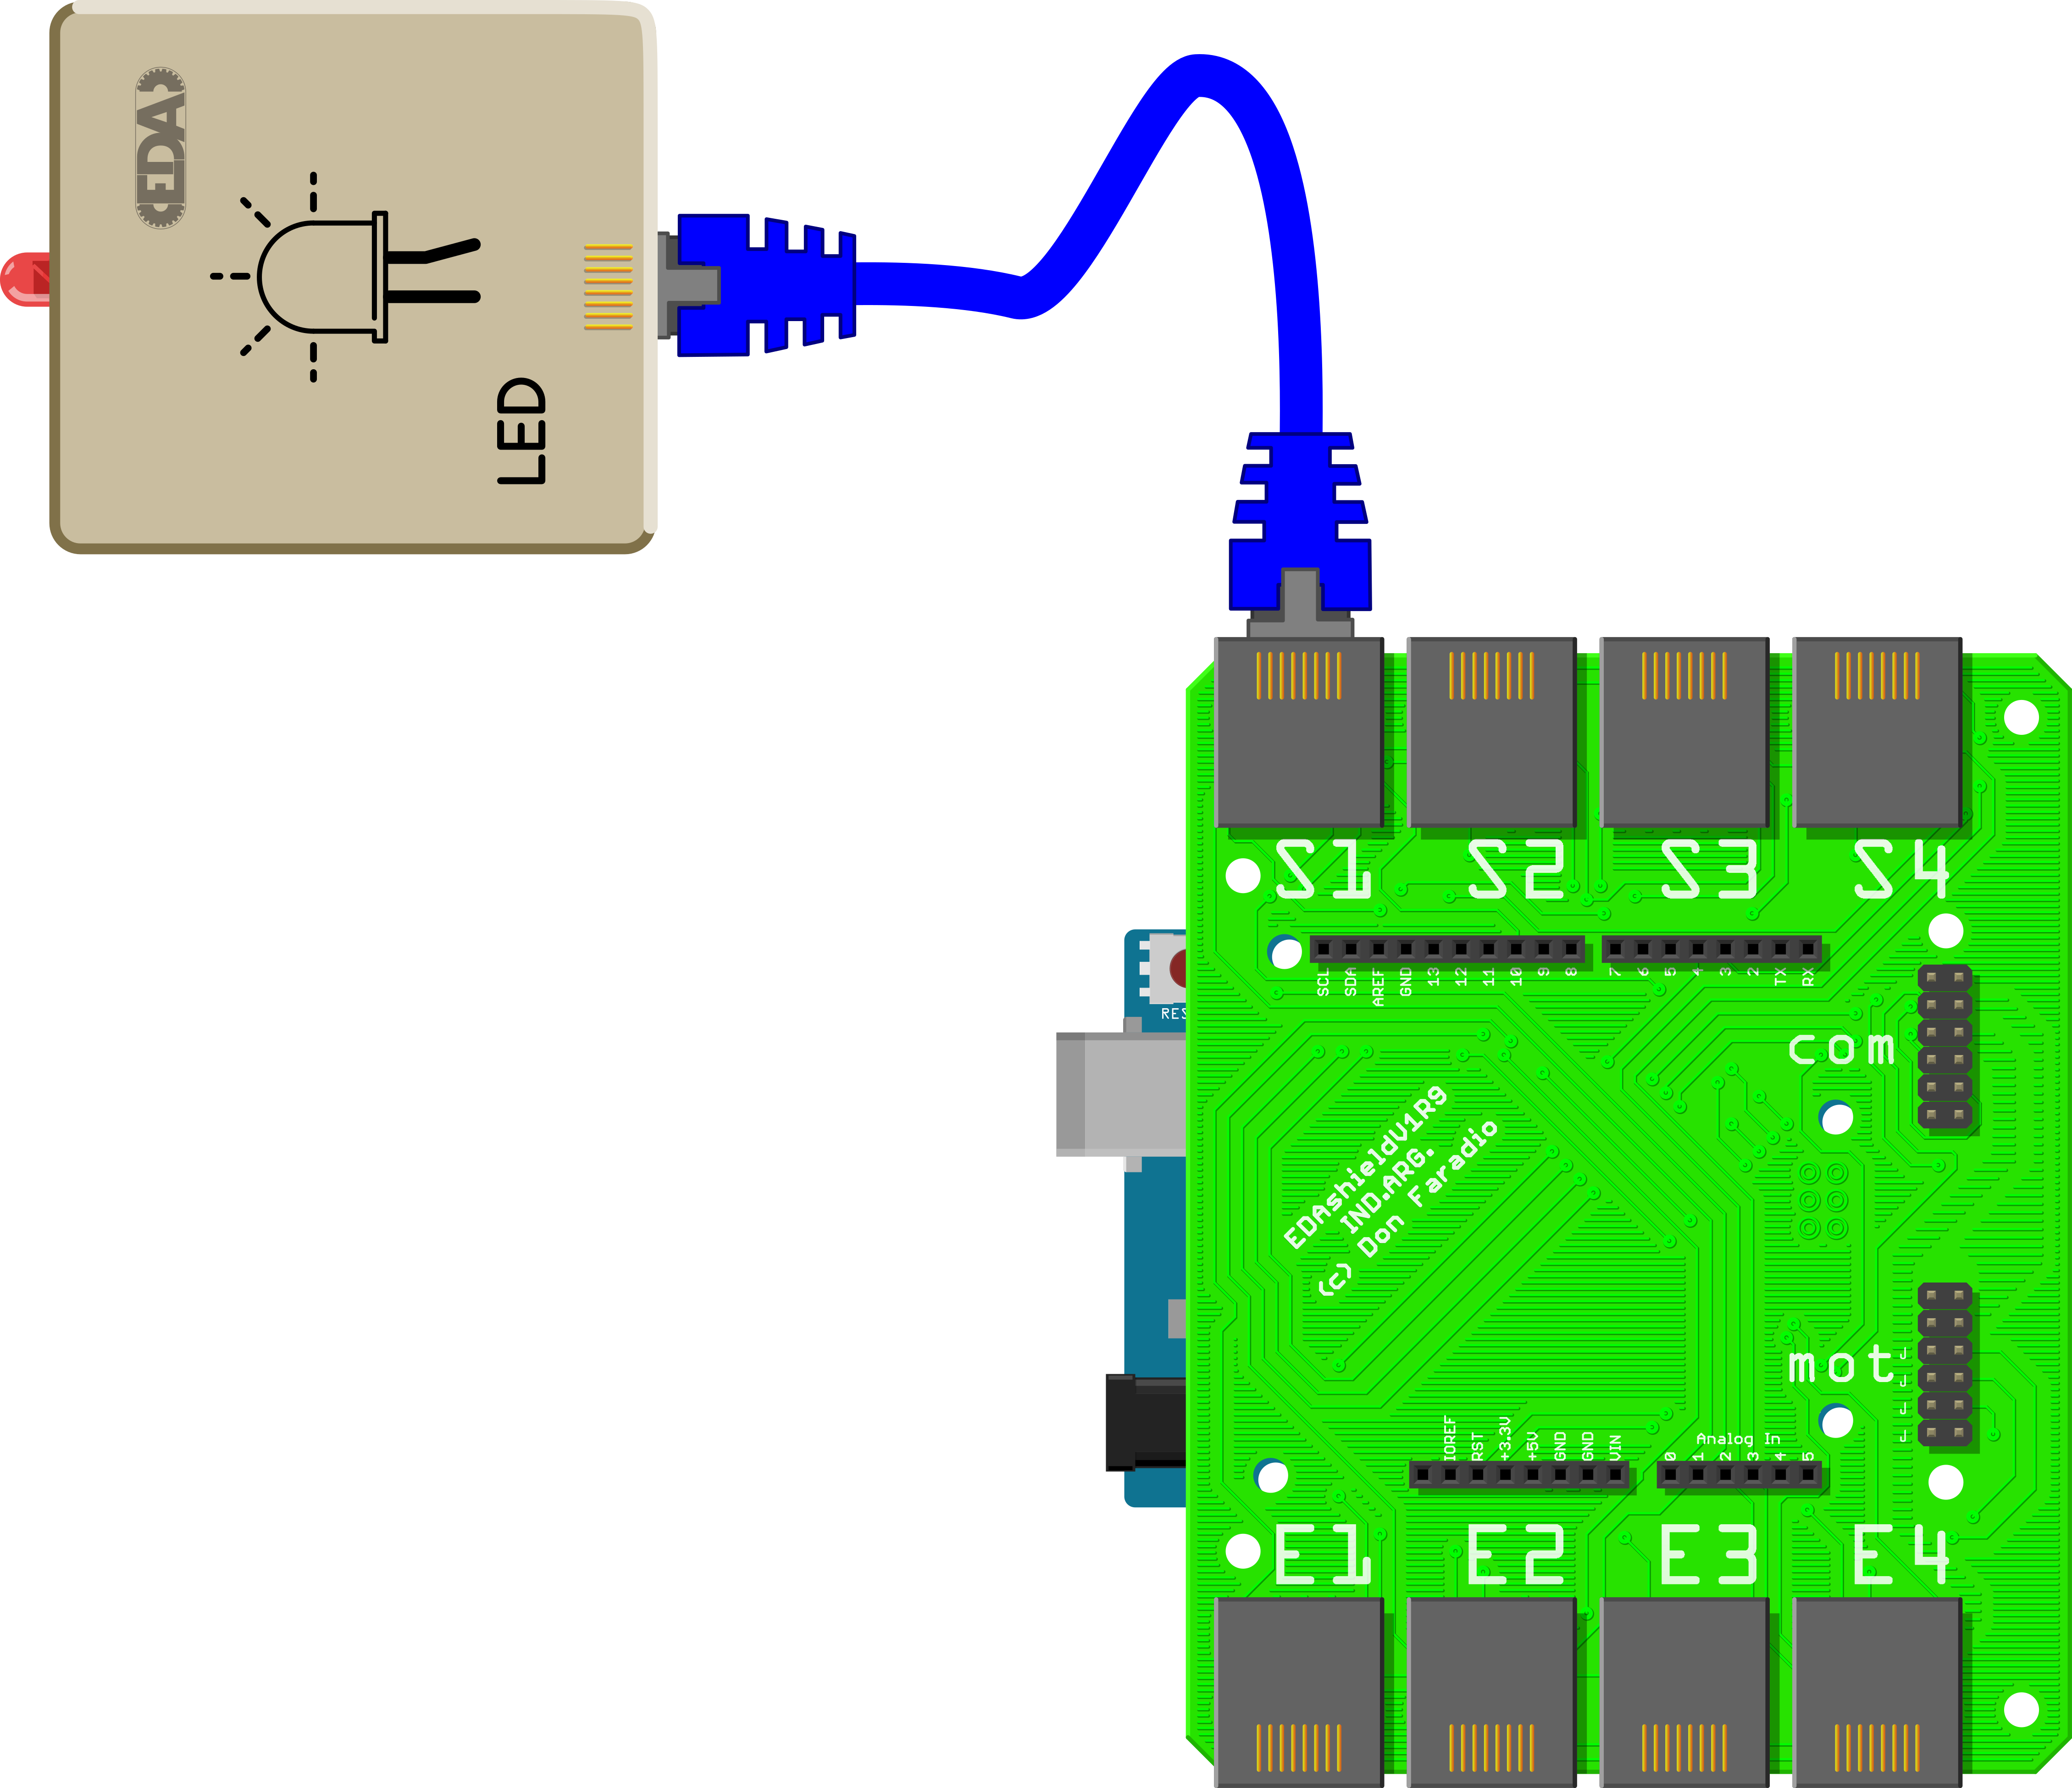 EDA
LED
S1 S2 S3 S4
SCL SDA AREF GND 13 12 11 10 9 8 7 6 5 4 3 2 TX RX
RES
com
EDAshieldV1R9
IND.ARG.
(c) Don Faradio
mot
IOREF RST +3.3V +5V GND GND VIN
Analog In
0 1 2 3 4 5
E1 E2 E3 E4